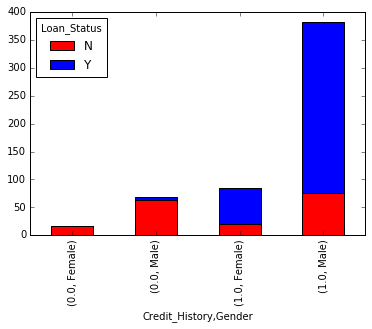 400
350
300
250
200
150
100
50
0
Loan_Status
N
Y
(0.0, Female)
(0.0, Male)
(1.0, Female)
(1.0, Male)
Credit_History,Gender